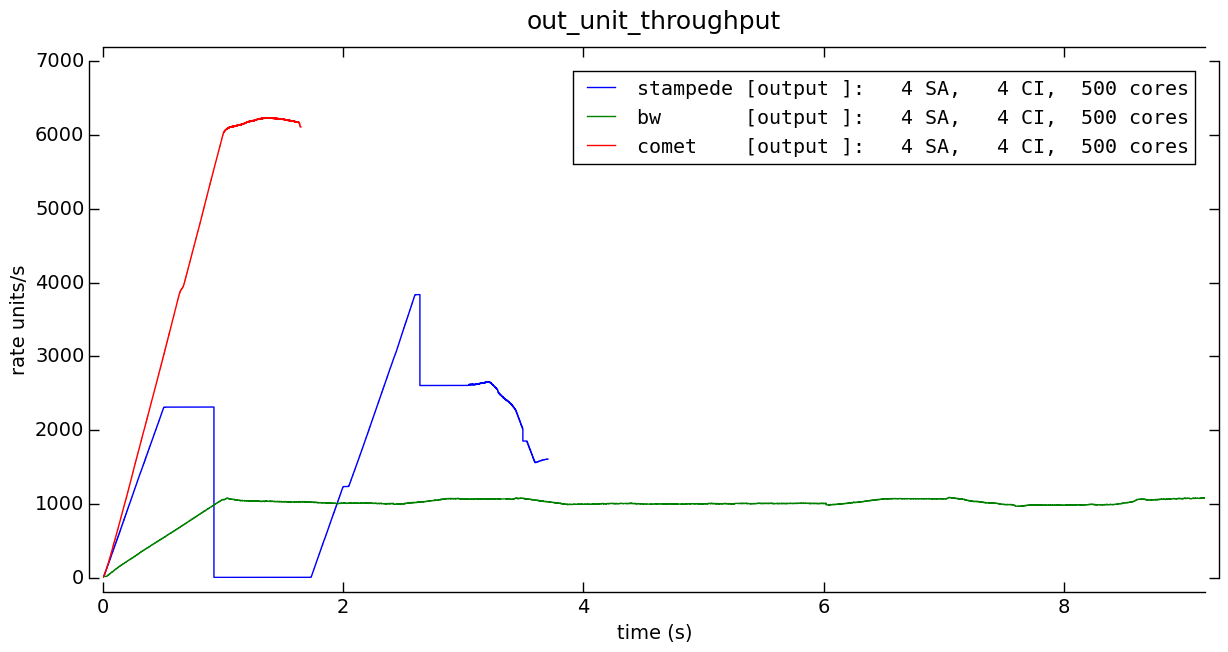 out_unit_throughput
7000
6000
5000
4000
3000
2000
1000
0
rate units/s
stampede [output ]:   4 SA,   4 CI,  500 cores
bw       [output ]:   4 SA,   4 CI,  500 cores
comet    [output ]:   4 SA,   4 CI,  500 cores
0 2 4 6 8
time (s)